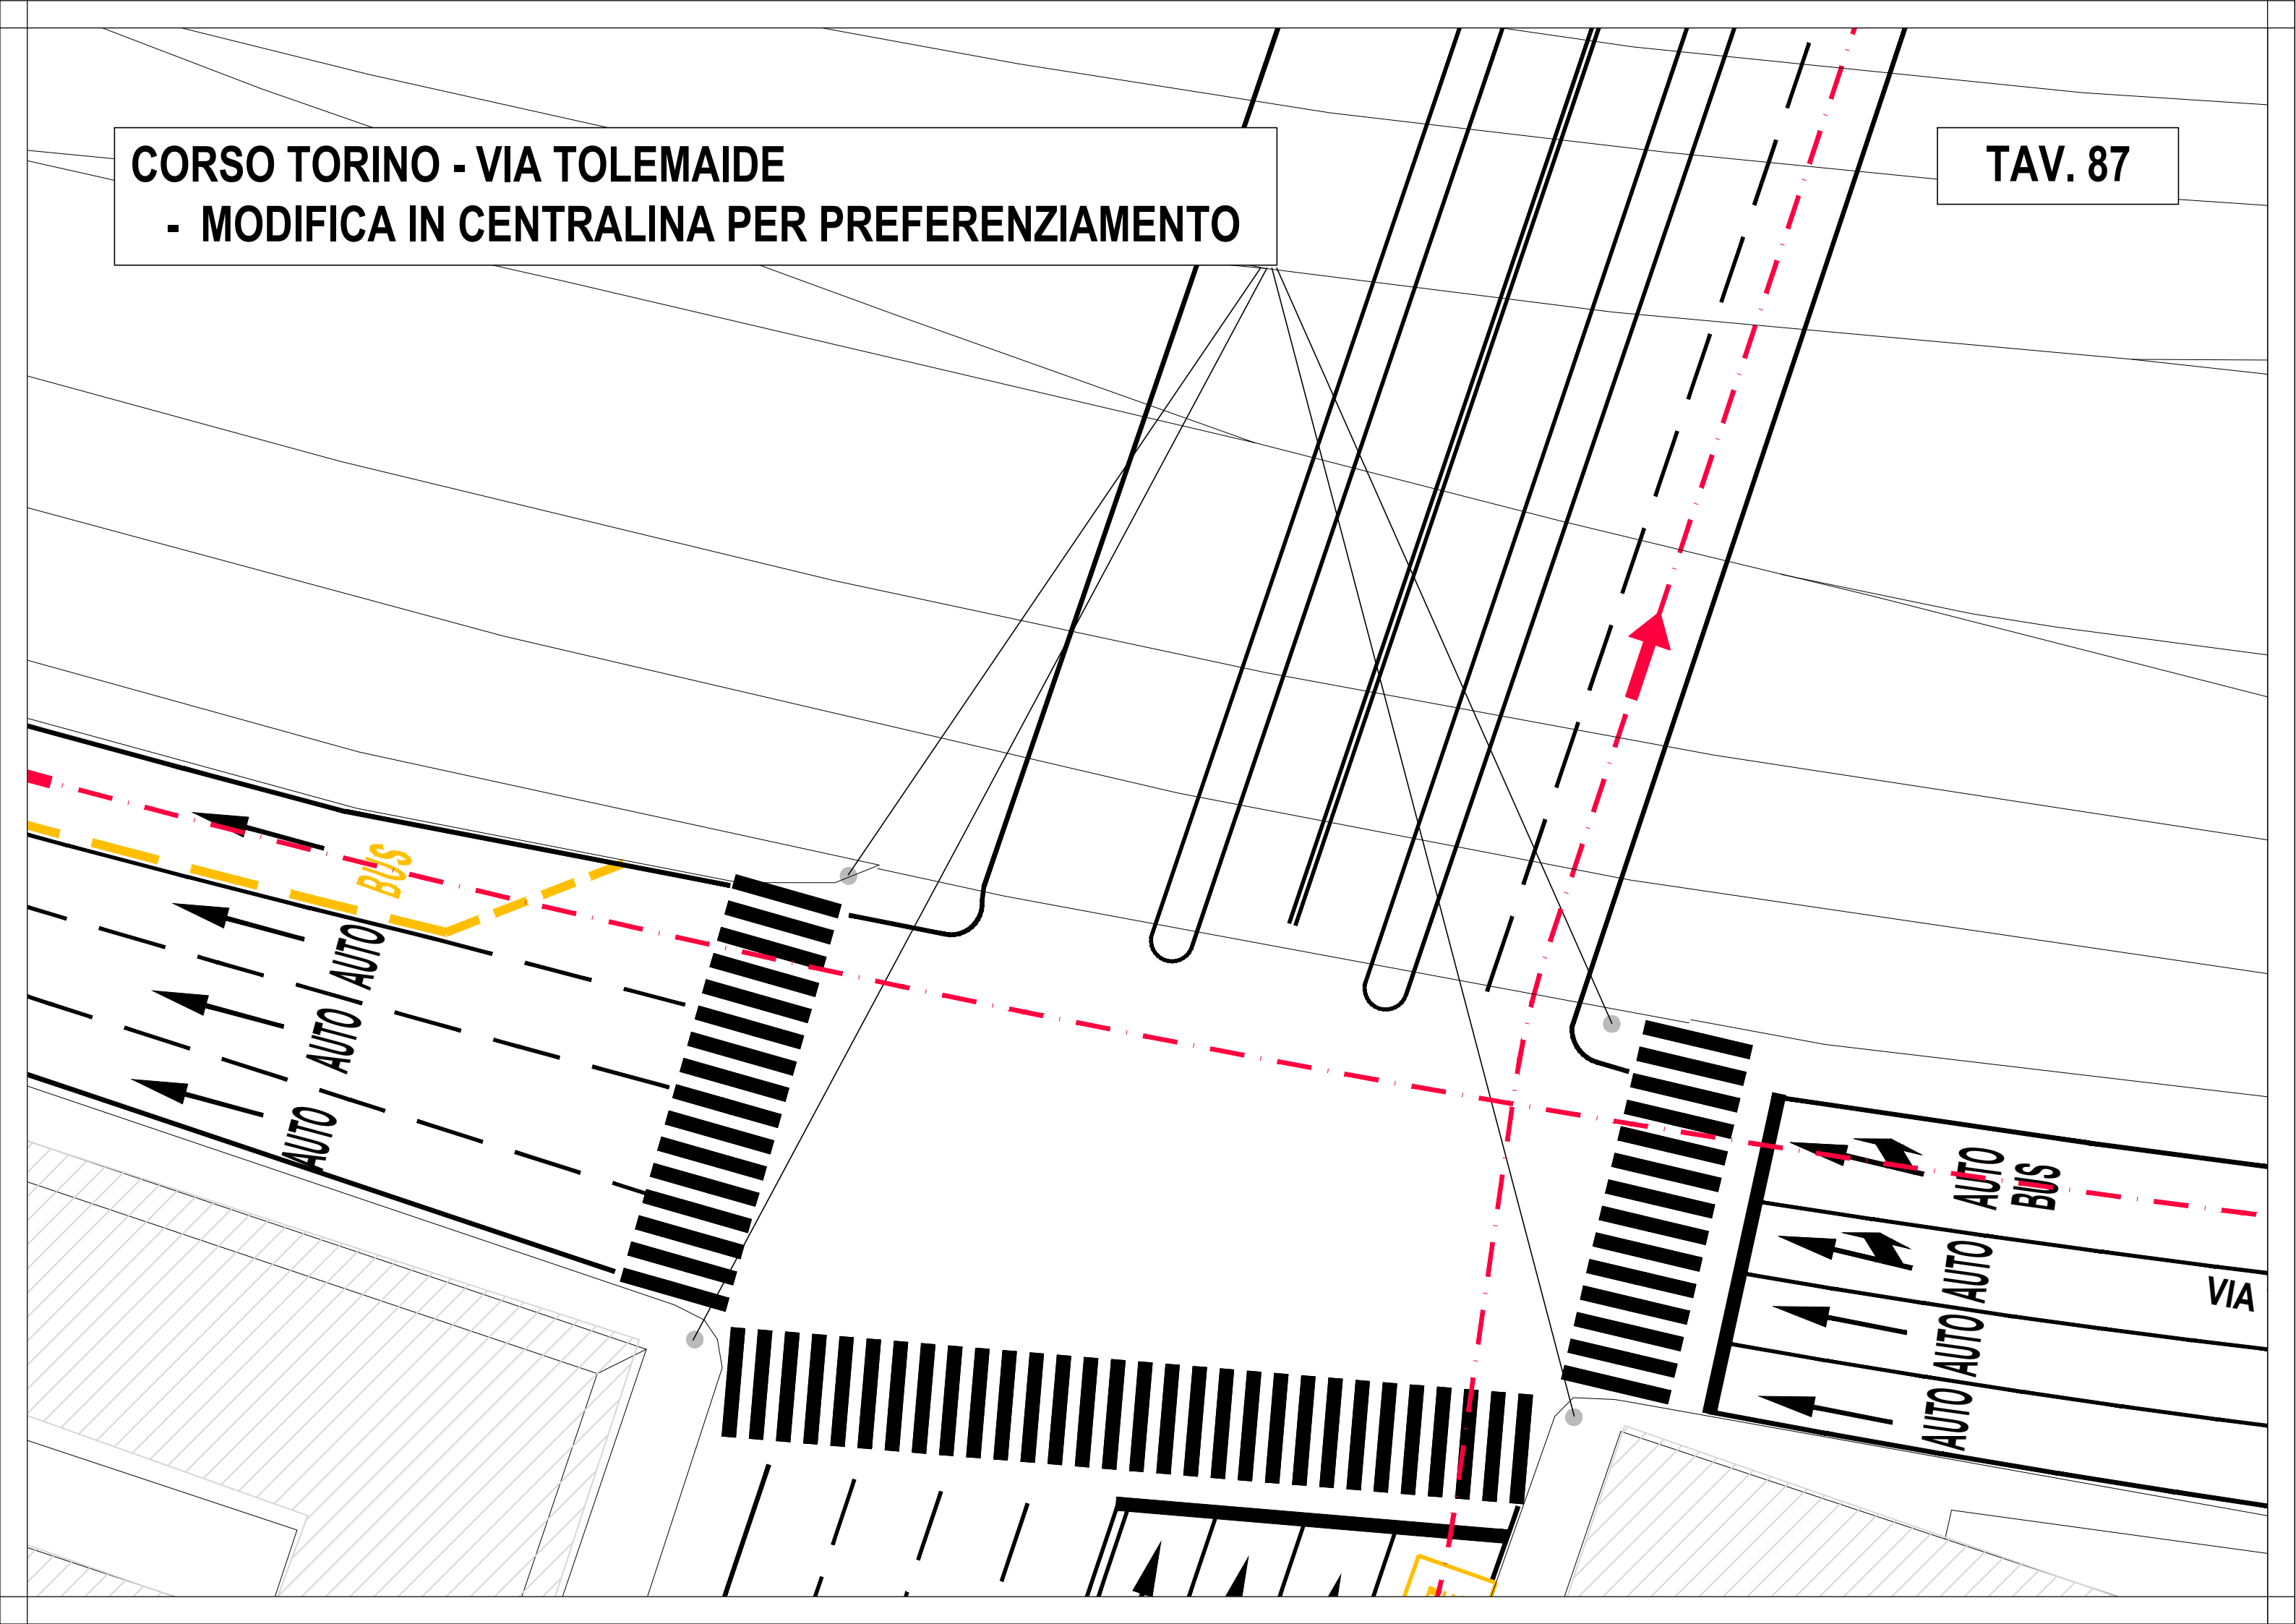 CORSO TORINO - VIA TOLEMAIDE
- MODIFICA IN CENTRALINA PER PREFERENZIAMENTO
TAV. 87
BUS
AUTO
AUTO
AUTO
AUTO
BUS
AUTO
AUTO
AUTO
VIA